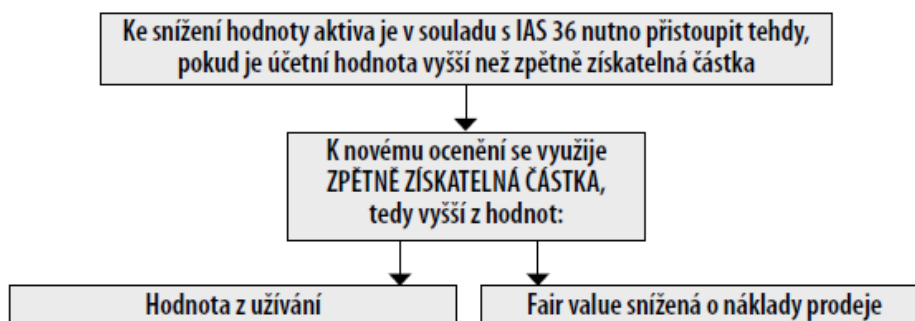 Ke snížení hodnoty aktiva je v souladu s IAS 36 nutno přistoupit tehdy,
pokud je účetní hodnota vyšší než zpětně získatelná částka
K novému ocenění se využije
ZPĚTNĚ ZÍSKATELNÁ ČÁSTKA,
tedy vyšší z hodnot:
Hodnota z užívání
Fair value snížená o náklady prodeje